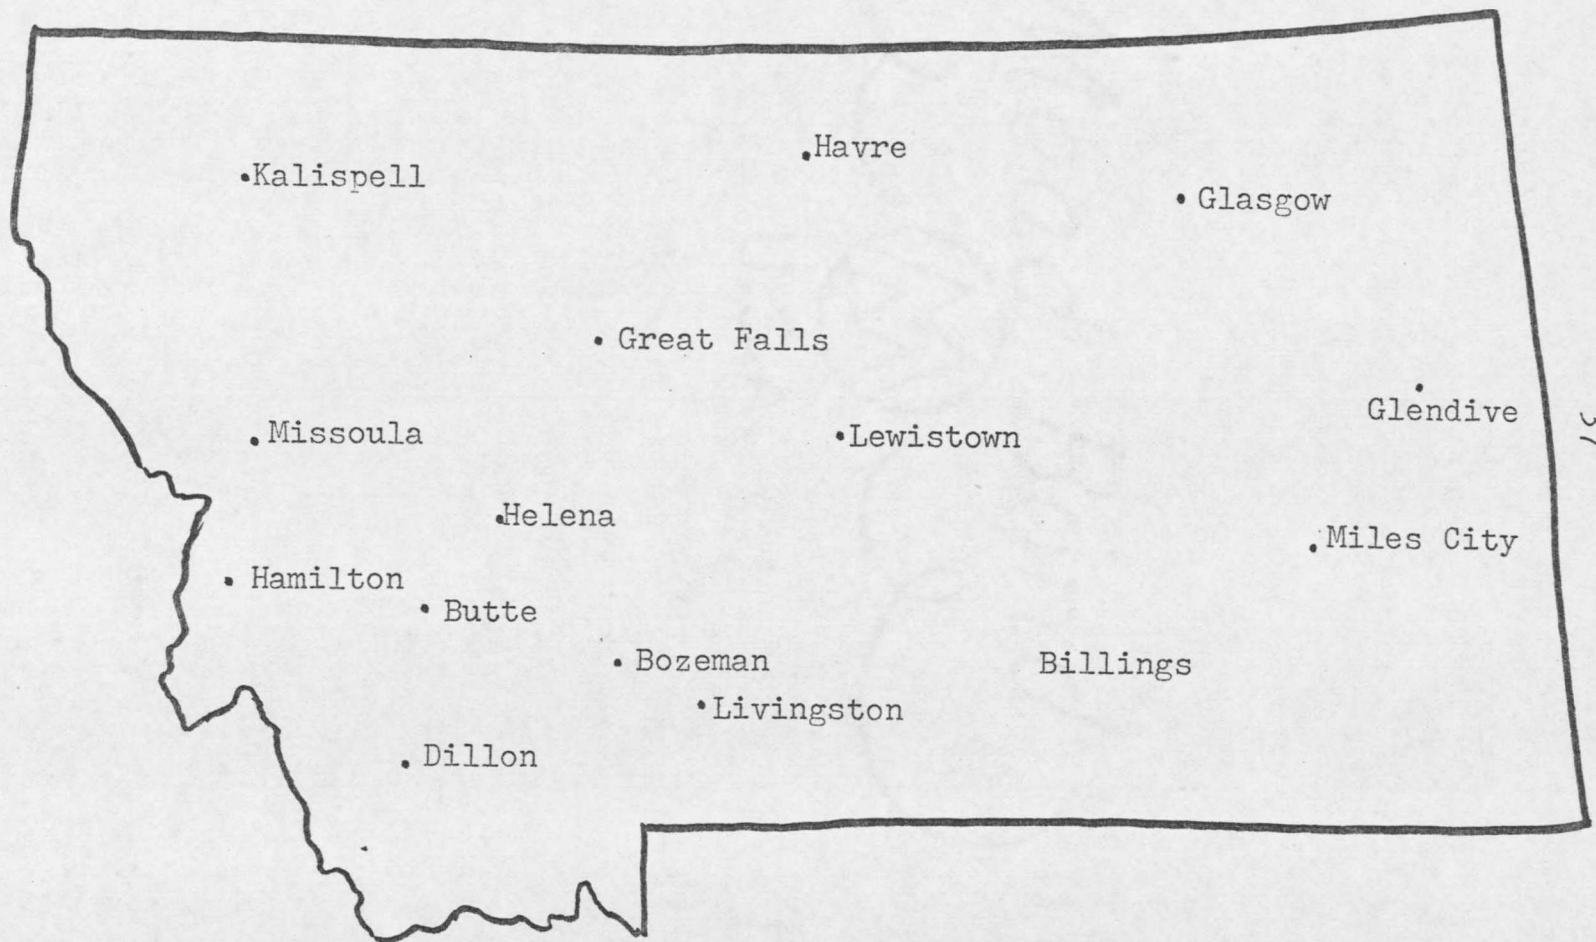 Havre
Kalispell
Glasgow
Great Falls
Glendive
Missoula
Lewistown
Helena
Miles City
Hamilton
Butte
Bozeman
Billings
Livingston
Dillon